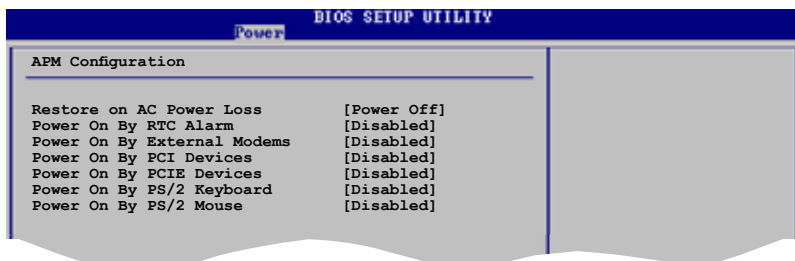 BIOS SETUP UTILITY
Power
APM Configuration
Restore on AC Power Loss [Power Off]
Power On By RTC Alarm [Disabled]
Power On By External Modems [Disabled]
Power On By PCI Devices [Disabled]
Power On By PCIE Devices [Disabled]
Power On By PS/2 Keyboard [Disabled]
Power On By PS/2 Mouse [Disabled]